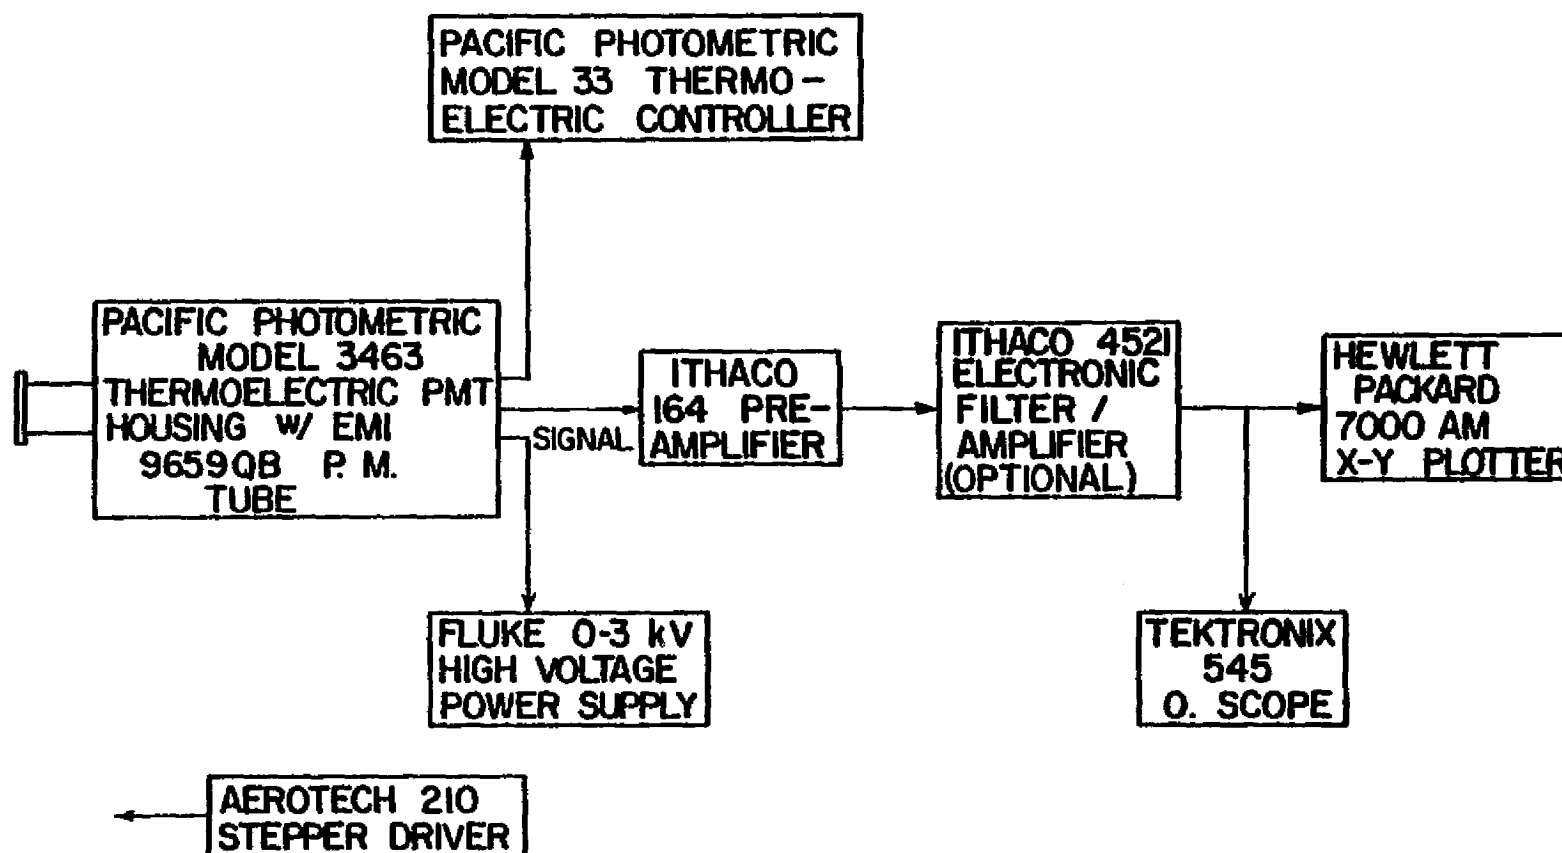 PACIFIC PHOTOMETRIC
MODEL 33 THERMO-
ELECTRIC CONTROLLER
PACIFIC PHOTOMETRIC
MODEL 3463
THERMOELECTRIC PMT
HOUSING W/ EMI
9659QB P. M.
TUBE
SIGNAL
ITHACO
164 PRE-
AMPLIFIER
ITHACO 4521
ELECTRONIC
FILTER /
AMPLIFIER
(OPTIONAL)
HEWLETT
PACKARD
7000 AM
X-Y PLOTTER
FLUKE 0-3 kV
HIGH VOLTAGE
POWER SUPPLY
TEKTRONIX
545
O. SCOPE
AEROTECH 210
STEPPER DRIVER